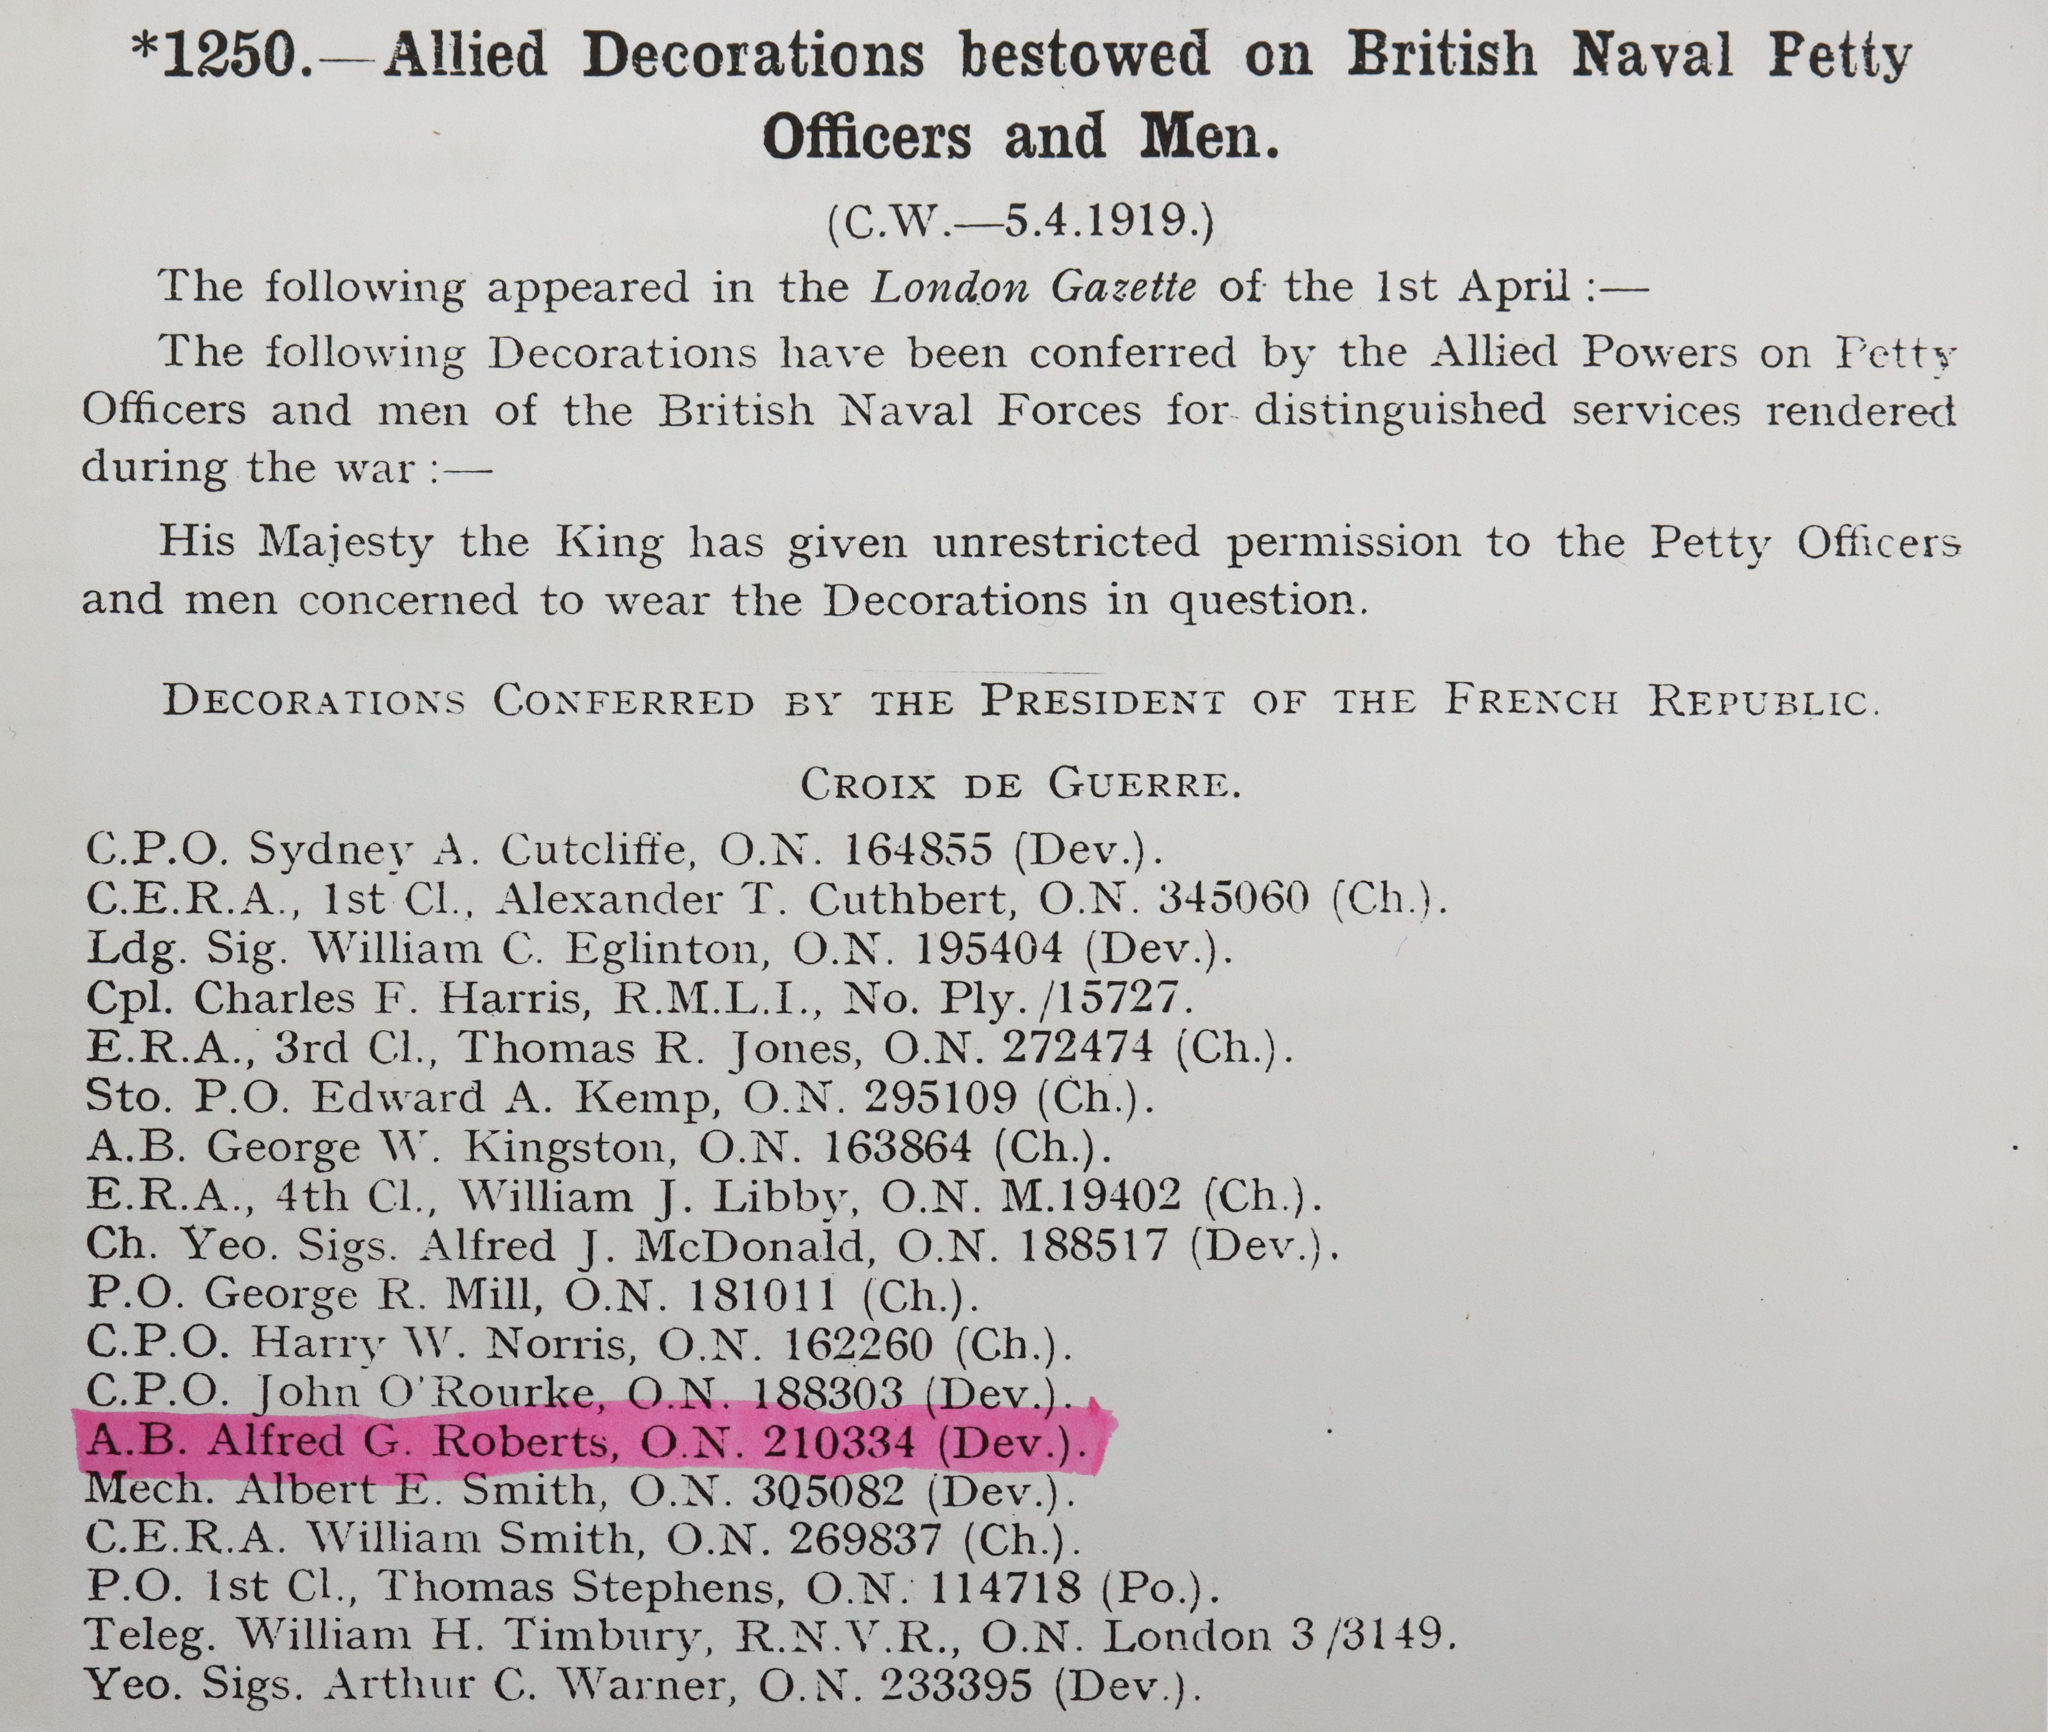 *1250.—Allied Decorations bestowed on British Naval Petty
Officers and Men.
(C.W.—5.4.1919.)
The following appeared in the London Gazette of the 1st April :—
The following Decorations have been conferred by the Allied Powers on Petty
Officers and men of the British Naval Forces for distinguished services rendered
during the war :—
His Majesty the King has given unrestricted permission to the Petty Officers
and men concerned to wear the Decorations in question.
DECORATIONS CONFERRED BY THE PRESIDENT OF THE FRENCH REPUBLIC.
CROIX DE GUERRE.
C.P.O. Sydney A. Cutcliffe, O.N. 164855 (Dev.).
C.E.R.A., 1st Cl., Alexander T. Cuthbert, O.N. 345060 (Ch.).
Ldg. Sig. William C. Eglinton, O.N. 195404 (Dev.).
Cpl. Charles F. Harris, R.M.L.I., No. Ply. /15727.
E.R.A., 3rd Cl., Thomas R. Jones, O.N. 272474 (Ch.).
Sto. P.O. Edward A. Kemp, O.N. 295109 (Ch.).
A.B. George W. Kingston, O.N. 163864 (Ch.).
E.R.A., 4th Cl., William J. Libby, O.N. M.19402 (Ch.).
Ch. Yeo. Sigs. Alfred J. McDonald, O.N. 188517 (Dev.).
P.O. George R. Mill, O.N. 181011 (Ch.).
C.P.O. Harry W. Norris, O.N. 162260 (Ch.).
C.P.O. John O'Rourke, O.N. 188303 (Dev.).
A.B. Alfred G. Roberts, O.N. 210334 (Dev.).
Mech. Albert E. Smith, O.N. 305082 (Dev.).
C.E.R.A. William Smith, O.N. 269837 (Ch.).
P.O. 1st Cl., Thomas Stephens, O.N. 114718 (Po.).
Teleg. William H. Timbury, R.N.V.R., O.N. London 3/3149.
Yeo. Sigs. Arthur C. Warner, O.N. 233395 (Dev.).